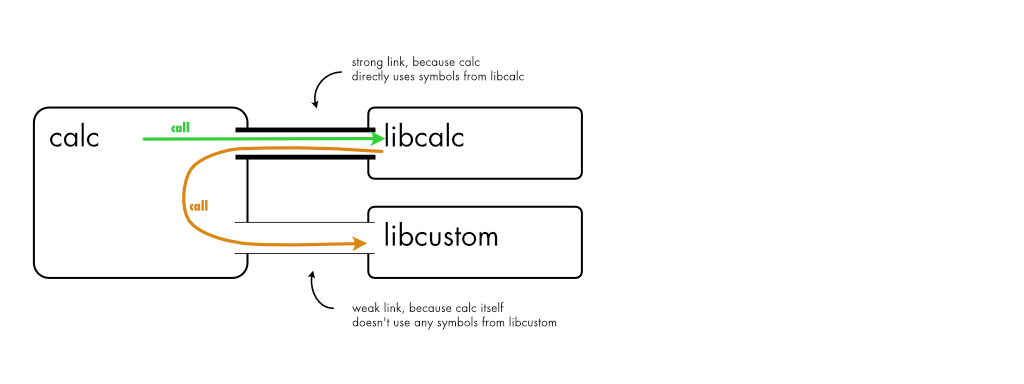 strong link, because calc
directly uses symbols from libcalc
calc
call
libcalc
call
libcustom
weak link, because calc itself
doesn't use any symbols from libcustom